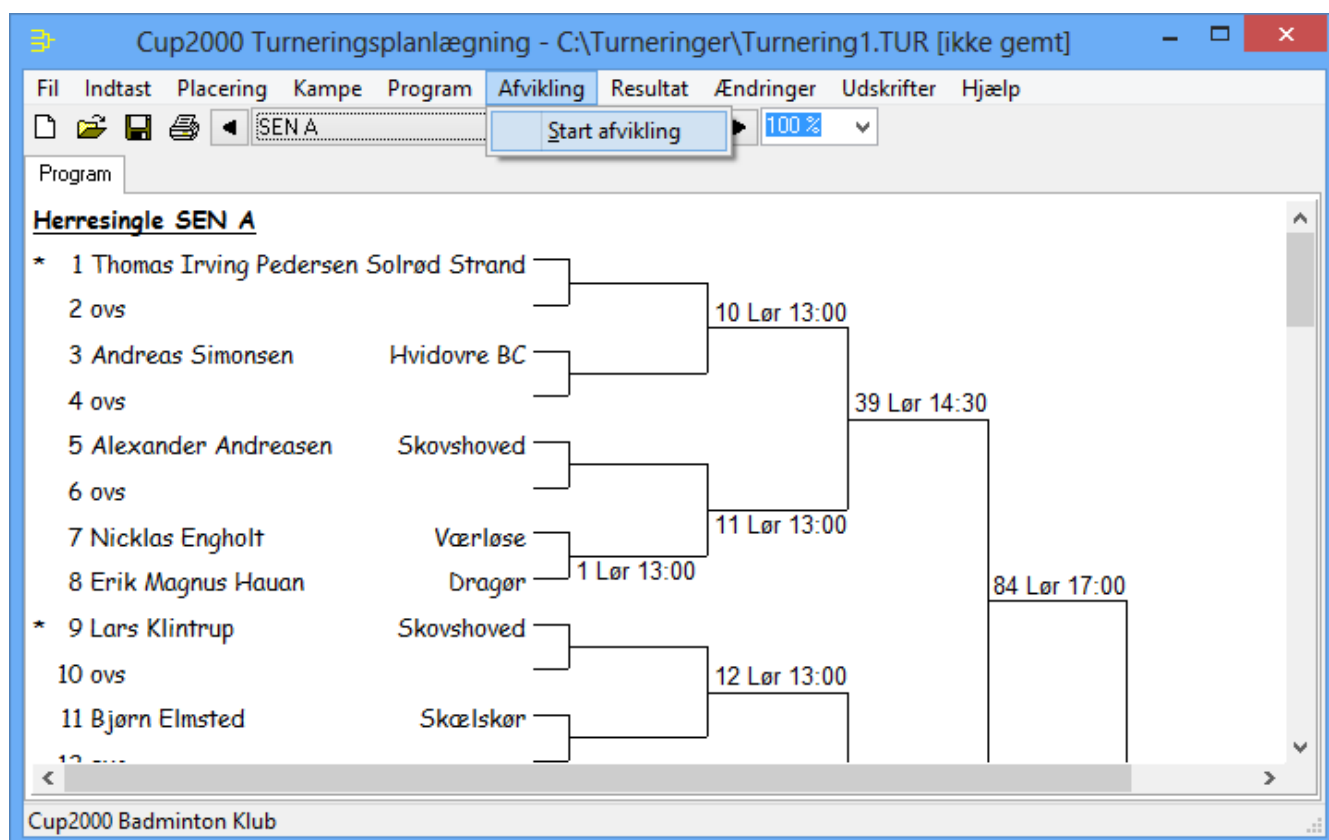 Cup2000 Turneringsplanlægning - C:\Turneringer\Turnering1.TUR [ikke gemt]
Fil Indtast Placering Kampe Program Afvikling Resultat Ændringer Udskrifter Hjælp
SEN A Start afvikling 100 %
Program
Herresingle SEN A
* 1 Thomas Irving Pedersen Solrød Strand
2 ovs 10 Lør 13:00
3 Andreas Simonsen Hvidovre BC
4 ovs 39 Lør 14:30
5 Alexander Andreasen Skovshoved
6 ovs
7 Nicklas Engholt Værløse 11 Lør 13:00
8 Erik Magnus Hauan Dragør 1 Lør 13:00 84 Lør 17:00
* 9 Lars Klintrup Skovshoved
10 ovs 12 Lør 13:00
11 Bjørn Elmsted Skælskør
Cup2000 Badminton Klub